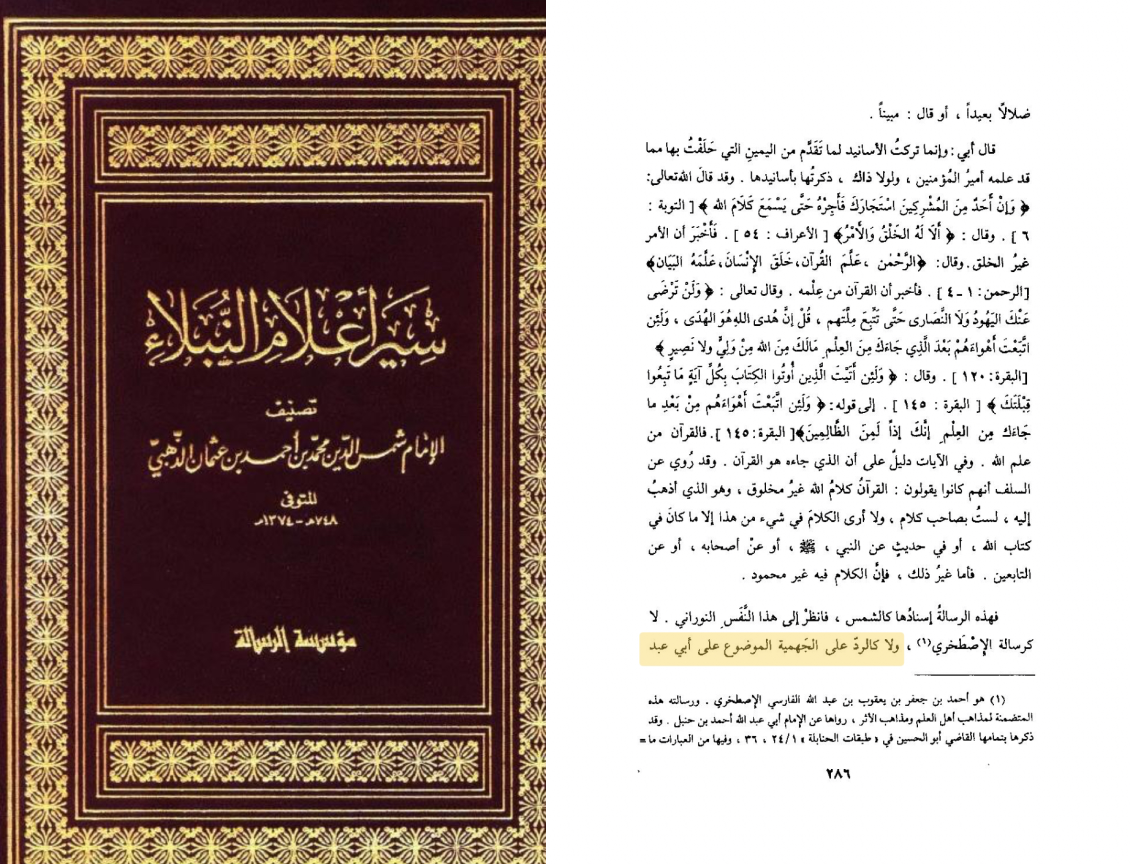 سير أعلام النبلاء
تصنيف
الإمام شمس الدين محمد بن أحمد بن عثمان الذهبي
المتوفى
٧٤٨هـ - ١٣٧٤م
مؤسسة الرسالة
ضلالاً بعيداً ، أو قال : مبيناً .
قال أبي : وإنما تركتُ الأسانيد لما تَقَدَّم من اليمينِ التي حَلَفْتُ بها مما
قد علمه أميرُ المُؤمنين ، ولولا ذاك ، ذكرتُها بأسانيدها . وقد قالَ اللهُ تعالى:
﴿ وَإِنْ أَحَدٌ مِنَ المُشْرِكِينَ اسْتَجَارَكَ فَأَجِرْهُ حَتَّى يَسْمَعَ كَلَامَ الله ﴾ [ التوبة :
٦ ] . وقال : ﴿ أَلَا لَهُ الخَلْقُ وَالْأَمْرُ﴾ [ الأعراف : ٥٤ ] . فَأَخْبَرَ أن الأمر
غيرُ الخلق. وقال: ﴿الرَّحْمٰن ، عَلَّمَ القُرآن، خَلَقَ الإِنْسَانَ، عَلَّمَهُ البَيَان﴾
[الرحمن: ١ - ٤ ] . فأخبر أن القرآن من عِلْمه . وقال تعالى : ﴿ وَلَنْ تَرْضَى
عَنْكَ اليَهُودُ وَلَا النَّصَارى حَتَّى تَتَّبِعَ مِلَّتَهم ، قُلْ إنَّ هُدى اللهِ هُوَ الهُدَى ، وَلَئِن
اتَّبَعْتَ أَهْوَاءَهُمْ بَعْدَ الَّذِي جَاءَكَ مِنَ العِلْمِ مَالَكَ مِنَ الله مِنْ وَلِيٍّ ولا نَصِيرٍ ﴾
[البقرة: ١٢٠ ] . وقال : ﴿ وَلَئِن أَتَيْتَ الَّذِين أُوتُوا الكِتَابَ بِكُلِّ آيَةٍ مَا تَبِعُوا
قِبْلَتَكَ ﴾ [ البقرة : ١٤٥ ] . إلى قوله: ﴿ وَلَئِن اتَّبَعْتَ أَهْوَاءَهُم مِنْ بَعْدِ ما
جَاءَك مِن العِلْمِ إنَّكَ إذاً لَمِنَ الظَّالِمِينَ﴾[ البقرة: ١٤٥ ]. فالقرآن من
علم الله . وفي الآيات دليلٌ على أن الذي جاءه هو القرآن . وقد رُوي عن
السلف أنهم كانوا يقولون : القرآنُ كلامُ الله غيرُ مخلوق ، وهو الذي أذهبُ
إليه ، لستُ بصاحب كلام ، ولا أرى الكلامَ في شيء من هذا إلا ما كانَ في
كتاب الله ، أو في حديثٍ عن النبي ، ﷺ ، أو عنْ أصحابه ، أو عن
التابعين . فأما غيرُ ذلك ، فإنَّ الكلام فيه غير محمود .
فهذه الرسالةُ إسنادُها كالشمس ، فانظرْ إلى هذا النَّفَسِ النوراني . لا
كرسالة الإِصْطَخري(١) ، ولا كالردّ على الجَهمية الموضوع على أبي عبد
(١) هو أحمد بن جعفر بن يعقوب بن عبد الله الفارسي الإصطخري . ورسالته هذه
المتضمنة لمذاهب أهل العلم ومذاهب الأثر ، رواها عن الإمام أبي عبد الله أحمد بن حنبل . وقد
ذكرها بتمامها القاضي أبو الحسين في « طبقات الحنابلة » ٢٤/١ ، ٣٦ ، وفيها من العبارات ما =
٢٨٦